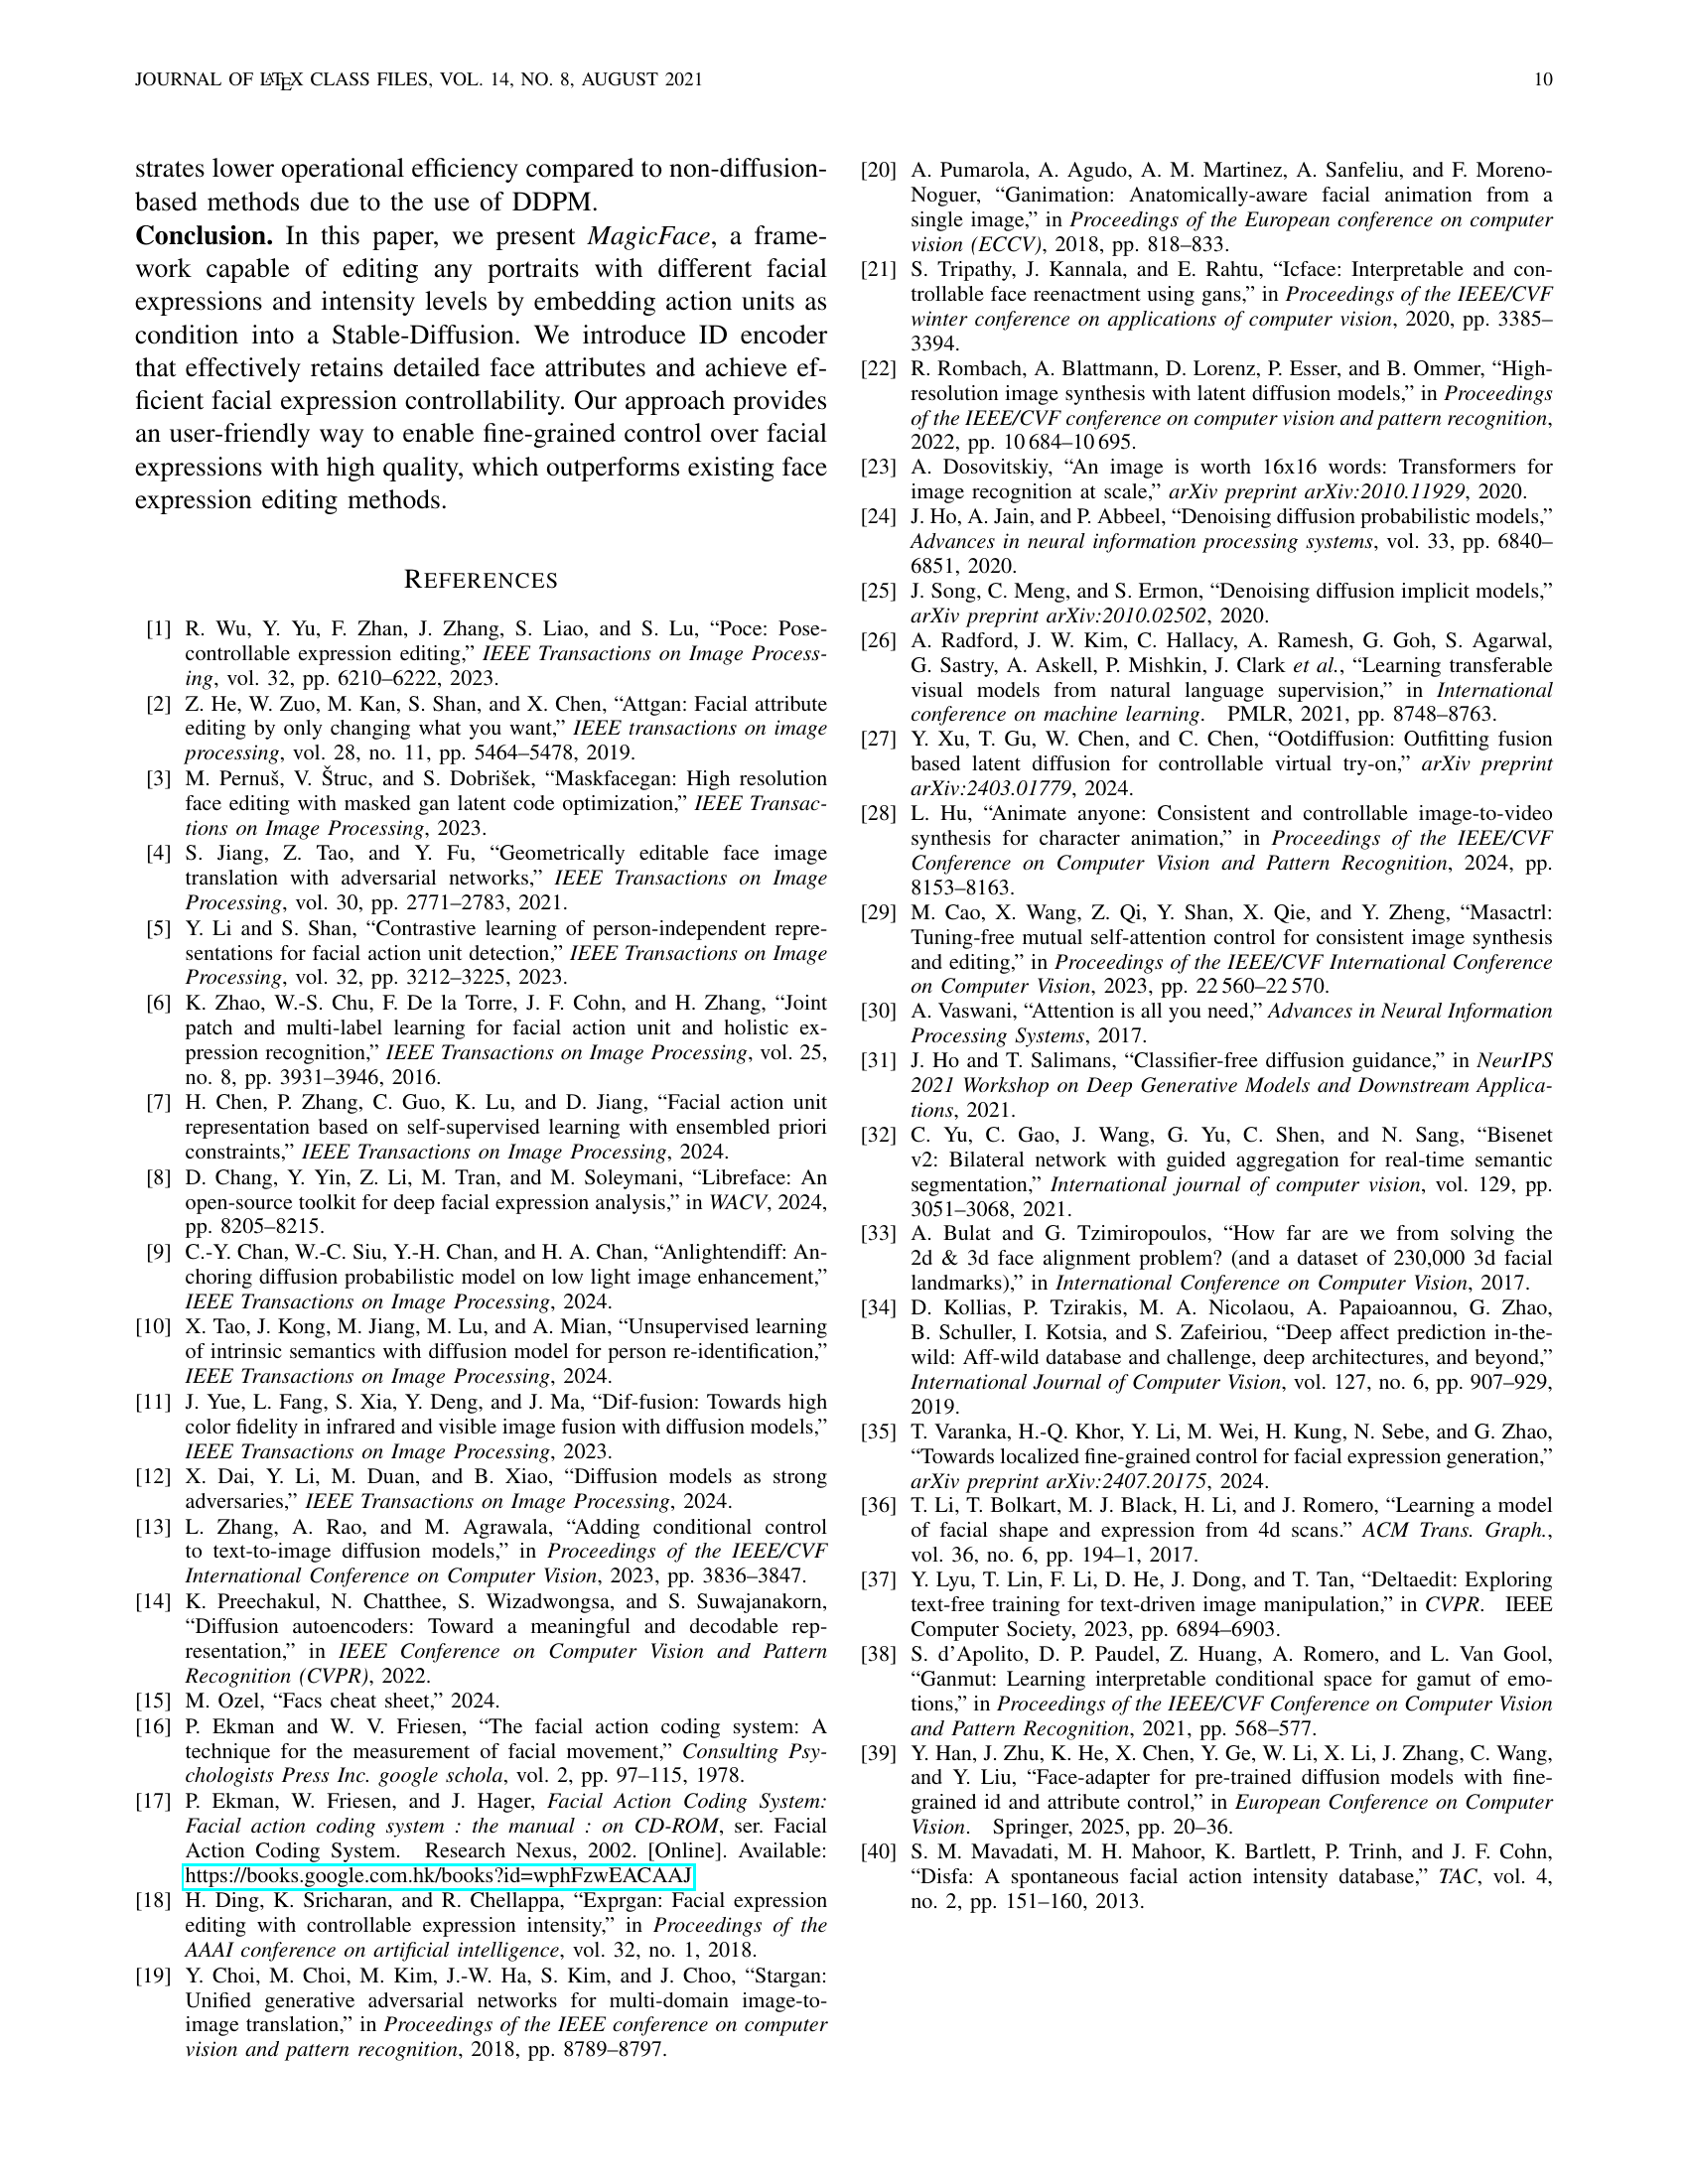 JOURNAL OF LATEX CLASS FILES, VOL. 14, NO. 8, AUGUST 2021
10
strates lower operational efficiency compared to non-diffusion-
based methods due to the use of DDPM.
Conclusion. In this paper, we present MagicFace, a frame-
work capable of editing any portraits with different facial
expressions and intensity levels by embedding action units as
condition into a Stable-Diffusion. We introduce ID encoder
that effectively retains detailed face attributes and achieve ef-
ficient facial expression controllability. Our approach provides
an user-friendly way to enable fine-grained control over facial
expressions with high quality, which outperforms existing face
expression editing methods.
REFERENCES
[1] R. Wu, Y. Yu, F. Zhan, J. Zhang, S. Liao, and S. Lu, “Poce: Pose-
controllable expression editing,” IEEE Transactions on Image Process-
ing, vol. 32, pp. 6210–6222, 2023.
[2] Z. He, W. Zuo, M. Kan, S. Shan, and X. Chen, “Attgan: Facial attribute
editing by only changing what you want,” IEEE transactions on image
processing, vol. 28, no. 11, pp. 5464–5478, 2019.
[3] M. Pernuš, V. Štruc, and S. Dobrišek, “Maskfacegan: High resolution
face editing with masked gan latent code optimization,” IEEE Transac-
tions on Image Processing, 2023.
[4] S. Jiang, Z. Tao, and Y. Fu, “Geometrically editable face image
translation with adversarial networks,” IEEE Transactions on Image
Processing, vol. 30, pp. 2771–2783, 2021.
[5] Y. Li and S. Shan, “Contrastive learning of person-independent repre-
sentations for facial action unit detection,” IEEE Transactions on Image
Processing, vol. 32, pp. 3212–3225, 2023.
[6] K. Zhao, W.-S. Chu, F. De la Torre, J. F. Cohn, and H. Zhang, “Joint
patch and multi-label learning for facial action unit and holistic ex-
pression recognition,” IEEE Transactions on Image Processing, vol. 25,
no. 8, pp. 3931–3946, 2016.
[7] H. Chen, P. Zhang, C. Guo, K. Lu, and D. Jiang, “Facial action unit
representation based on self-supervised learning with ensembled priori
constraints,” IEEE Transactions on Image Processing, 2024.
[8] D. Chang, Y. Yin, Z. Li, M. Tran, and M. Soleymani, “Libreface: An
open-source toolkit for deep facial expression analysis,” in WACV, 2024,
pp. 8205–8215.
[9] C.-Y. Chan, W.-C. Siu, Y.-H. Chan, and H. A. Chan, “Anlightendiff: An-
choring diffusion probabilistic model on low light image enhancement,”
IEEE Transactions on Image Processing, 2024.
[10] X. Tao, J. Kong, M. Jiang, M. Lu, and A. Mian, “Unsupervised learning
of intrinsic semantics with diffusion model for person re-identification,”
IEEE Transactions on Image Processing, 2024.
[11] J. Yue, L. Fang, S. Xia, Y. Deng, and J. Ma, “Dif-fusion: Towards high
color fidelity in infrared and visible image fusion with diffusion models,”
IEEE Transactions on Image Processing, 2023.
[12] X. Dai, Y. Li, M. Duan, and B. Xiao, “Diffusion models as strong
adversaries,” IEEE Transactions on Image Processing, 2024.
[13] L. Zhang, A. Rao, and M. Agrawala, “Adding conditional control
to text-to-image diffusion models,” in Proceedings of the IEEE/CVF
International Conference on Computer Vision, 2023, pp. 3836–3847.
[14] K. Preechakul, N. Chatthee, S. Wizadwongsa, and S. Suwajanakorn,
“Diffusion autoencoders: Toward a meaningful and decodable rep-
resentation,” in IEEE Conference on Computer Vision and Pattern
Recognition (CVPR), 2022.
[15] M. Ozel, “Facs cheat sheet,” 2024.
[16] P. Ekman and W. V. Friesen, “The facial action coding system: A
technique for the measurement of facial movement,” Consulting Psy-
chologists Press Inc. google schola, vol. 2, pp. 97–115, 1978.
[17] P. Ekman, W. Friesen, and J. Hager, Facial Action Coding System:
Facial action coding system : the manual : on CD-ROM, ser. Facial
Action Coding System. Research Nexus, 2002. [Online]. Available:
https://books.google.com.hk/books?id=wphFzwEACAAJ
[18] H. Ding, K. Sricharan, and R. Chellappa, “Exprgan: Facial expression
editing with controllable expression intensity,” in Proceedings of the
AAAI conference on artificial intelligence, vol. 32, no. 1, 2018.
[19] Y. Choi, M. Choi, M. Kim, J.-W. Ha, S. Kim, and J. Choo, “Stargan:
Unified generative adversarial networks for multi-domain image-to-
image translation,” in Proceedings of the IEEE conference on computer
vision and pattern recognition, 2018, pp. 8789–8797.
[20] A. Pumarola, A. Agudo, A. M. Martinez, A. Sanfeliu, and F. Moreno-
Noguer, “Ganimation: Anatomically-aware facial animation from a
single image,” in Proceedings of the European conference on computer
vision (ECCV), 2018, pp. 818–833.
[21] S. Tripathy, J. Kannala, and E. Rahtu, “Icface: Interpretable and con-
trollable face reenactment using gans,” in Proceedings of the IEEE/CVF
winter conference on applications of computer vision, 2020, pp. 3385–
3394.
[22] R. Rombach, A. Blattmann, D. Lorenz, P. Esser, and B. Ommer, “High-
resolution image synthesis with latent diffusion models,” in Proceedings
of the IEEE/CVF conference on computer vision and pattern recognition,
2022, pp. 10 684–10 695.
[23] A. Dosovitskiy, “An image is worth 16x16 words: Transformers for
image recognition at scale,” arXiv preprint arXiv:2010.11929, 2020.
[24] J. Ho, A. Jain, and P. Abbeel, “Denoising diffusion probabilistic models,”
Advances in neural information processing systems, vol. 33, pp. 6840–
6851, 2020.
[25] J. Song, C. Meng, and S. Ermon, “Denoising diffusion implicit models,”
arXiv preprint arXiv:2010.02502, 2020.
[26] A. Radford, J. W. Kim, C. Hallacy, A. Ramesh, G. Goh, S. Agarwal,
G. Sastry, A. Askell, P. Mishkin, J. Clark et al., “Learning transferable
visual models from natural language supervision,” in International
conference on machine learning. PMLR, 2021, pp. 8748–8763.
[27] Y. Xu, T. Gu, W. Chen, and C. Chen, “Ootdiffusion: Outfitting fusion
based latent diffusion for controllable virtual try-on,” arXiv preprint
arXiv:2403.01779, 2024.
[28] L. Hu, “Animate anyone: Consistent and controllable image-to-video
synthesis for character animation,” in Proceedings of the IEEE/CVF
Conference on Computer Vision and Pattern Recognition, 2024, pp.
8153–8163.
[29] M. Cao, X. Wang, Z. Qi, Y. Shan, X. Qie, and Y. Zheng, “Masactrl:
Tuning-free mutual self-attention control for consistent image synthesis
and editing,” in Proceedings of the IEEE/CVF International Conference
on Computer Vision, 2023, pp. 22 560–22 570.
[30] A. Vaswani, “Attention is all you need,” Advances in Neural Information
Processing Systems, 2017.
[31] J. Ho and T. Salimans, “Classifier-free diffusion guidance,” in NeurIPS
2021 Workshop on Deep Generative Models and Downstream Applica-
tions, 2021.
[32] C. Yu, C. Gao, J. Wang, G. Yu, C. Shen, and N. Sang, “Bisenet
v2: Bilateral network with guided aggregation for real-time semantic
segmentation,” International journal of computer vision, vol. 129, pp.
3051–3068, 2021.
[33] A. Bulat and G. Tzimiropoulos, “How far are we from solving the
2d & 3d face alignment problem? (and a dataset of 230,000 3d facial
landmarks),” in International Conference on Computer Vision, 2017.
[34] D. Kollias, P. Tzirakis, M. A. Nicolaou, A. Papaioannou, G. Zhao,
B. Schuller, I. Kotsia, and S. Zafeiriou, “Deep affect prediction in-the-
wild: Aff-wild database and challenge, deep architectures, and beyond,”
International Journal of Computer Vision, vol. 127, no. 6, pp. 907–929,
2019.
[35] T. Varanka, H.-Q. Khor, Y. Li, M. Wei, H. Kung, N. Sebe, and G. Zhao,
“Towards localized fine-grained control for facial expression generation,”
arXiv preprint arXiv:2407.20175, 2024.
[36] T. Li, T. Bolkart, M. J. Black, H. Li, and J. Romero, “Learning a model
of facial shape and expression from 4d scans.” ACM Trans. Graph.,
vol. 36, no. 6, pp. 194–1, 2017.
[37] Y. Lyu, T. Lin, F. Li, D. He, J. Dong, and T. Tan, “Deltaedit: Exploring
text-free training for text-driven image manipulation,” in CVPR. IEEE
Computer Society, 2023, pp. 6894–6903.
[38] S. d’Apolito, D. P. Paudel, Z. Huang, A. Romero, and L. Van Gool,
“Ganmut: Learning interpretable conditional space for gamut of emo-
tions,” in Proceedings of the IEEE/CVF Conference on Computer Vision
and Pattern Recognition, 2021, pp. 568–577.
[39] Y. Han, J. Zhu, K. He, X. Chen, Y. Ge, W. Li, X. Li, J. Zhang, C. Wang,
and Y. Liu, “Face-adapter for pre-trained diffusion models with fine-
grained id and attribute control,” in European Conference on Computer
Vision. Springer, 2025, pp. 20–36.
[40] S. M. Mavadati, M. H. Mahoor, K. Bartlett, P. Trinh, and J. F. Cohn,
“Disfa: A spontaneous facial action intensity database,” TAC, vol. 4,
no. 2, pp. 151–160, 2013.